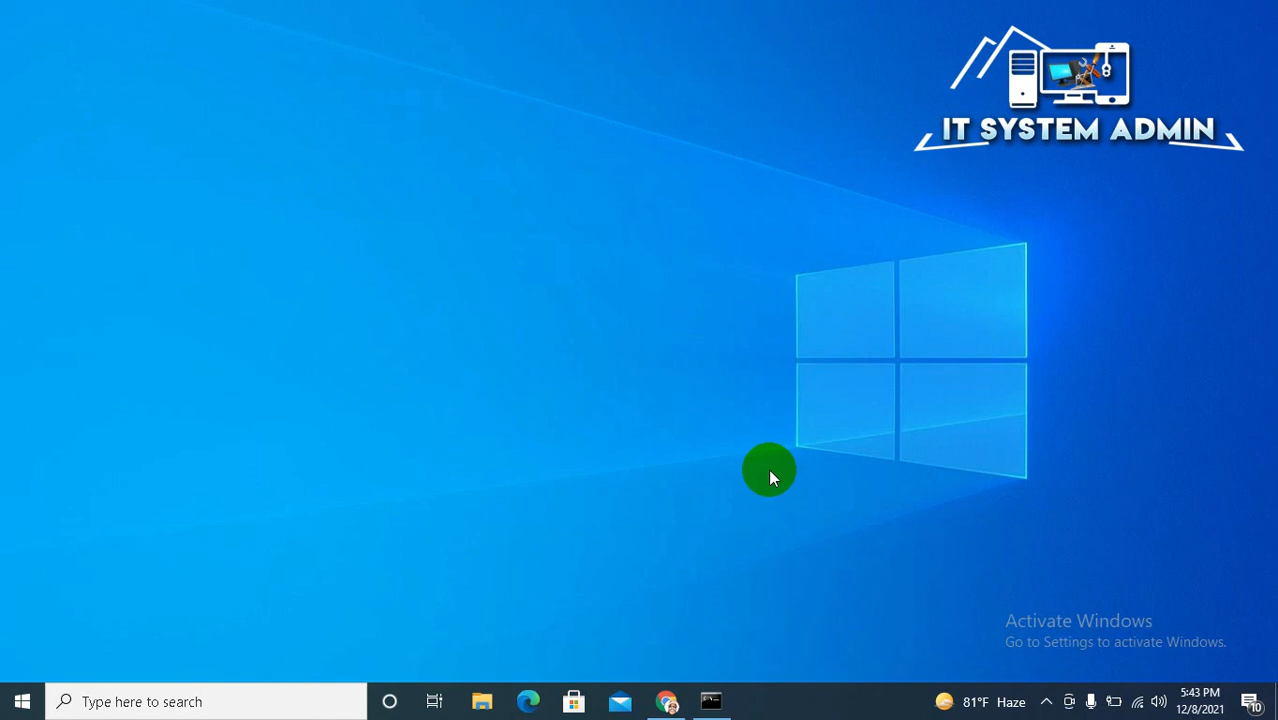 IT SYSTEM ADMIN
Activate Windows
Go to Settings to activate Windows.
Type here to search
81°F Haze
5:43 PM
12/8/2021
10